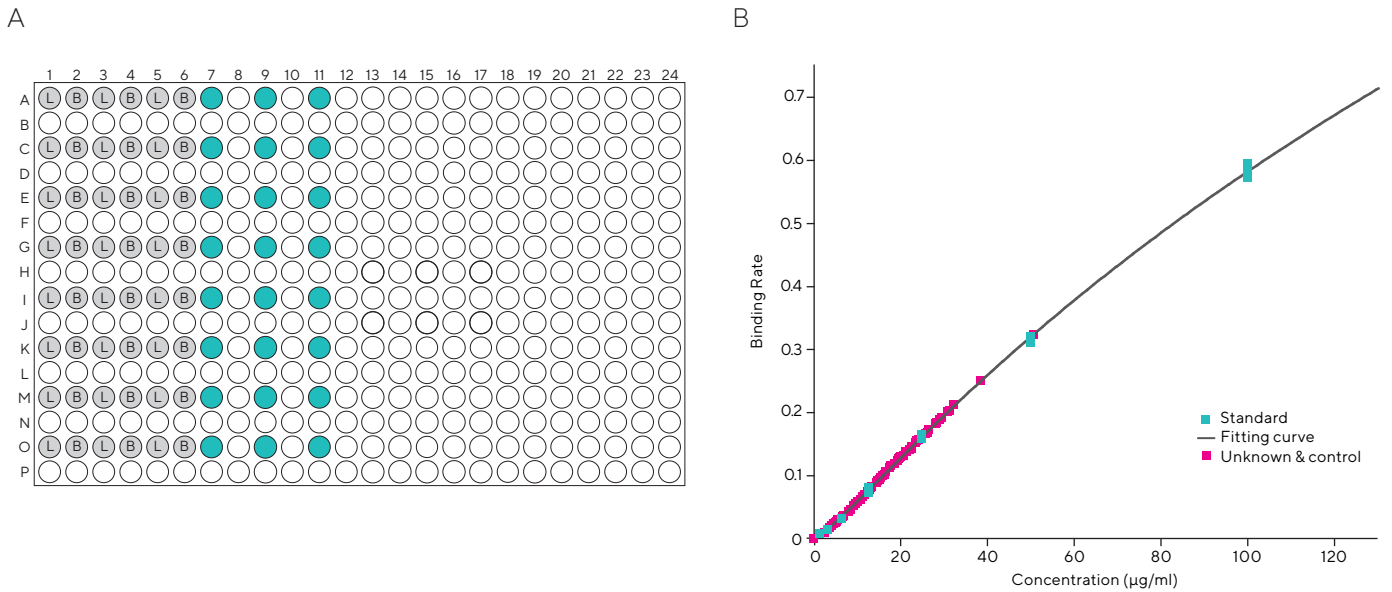 A
1 2 3 4 5 6 7 8 9 10 11 12 13 14 15 16 17 18 19 20 21 22 23 24
A L B L B L B
B
C L B L B L B
D
E L B L B L B
F
G L B L B L B
H
I L B L B L B
J
K L B L B L B
L
M L B L B L B
N
O L B L B L B
P
B
Binding Rate
0.7
0.6
0.5
0.4
0.3
0.2
0.1
0
0 20 40 60 80 100 120
Concentration (µg/ml)
Standard
Fitting curve
Unknown & control